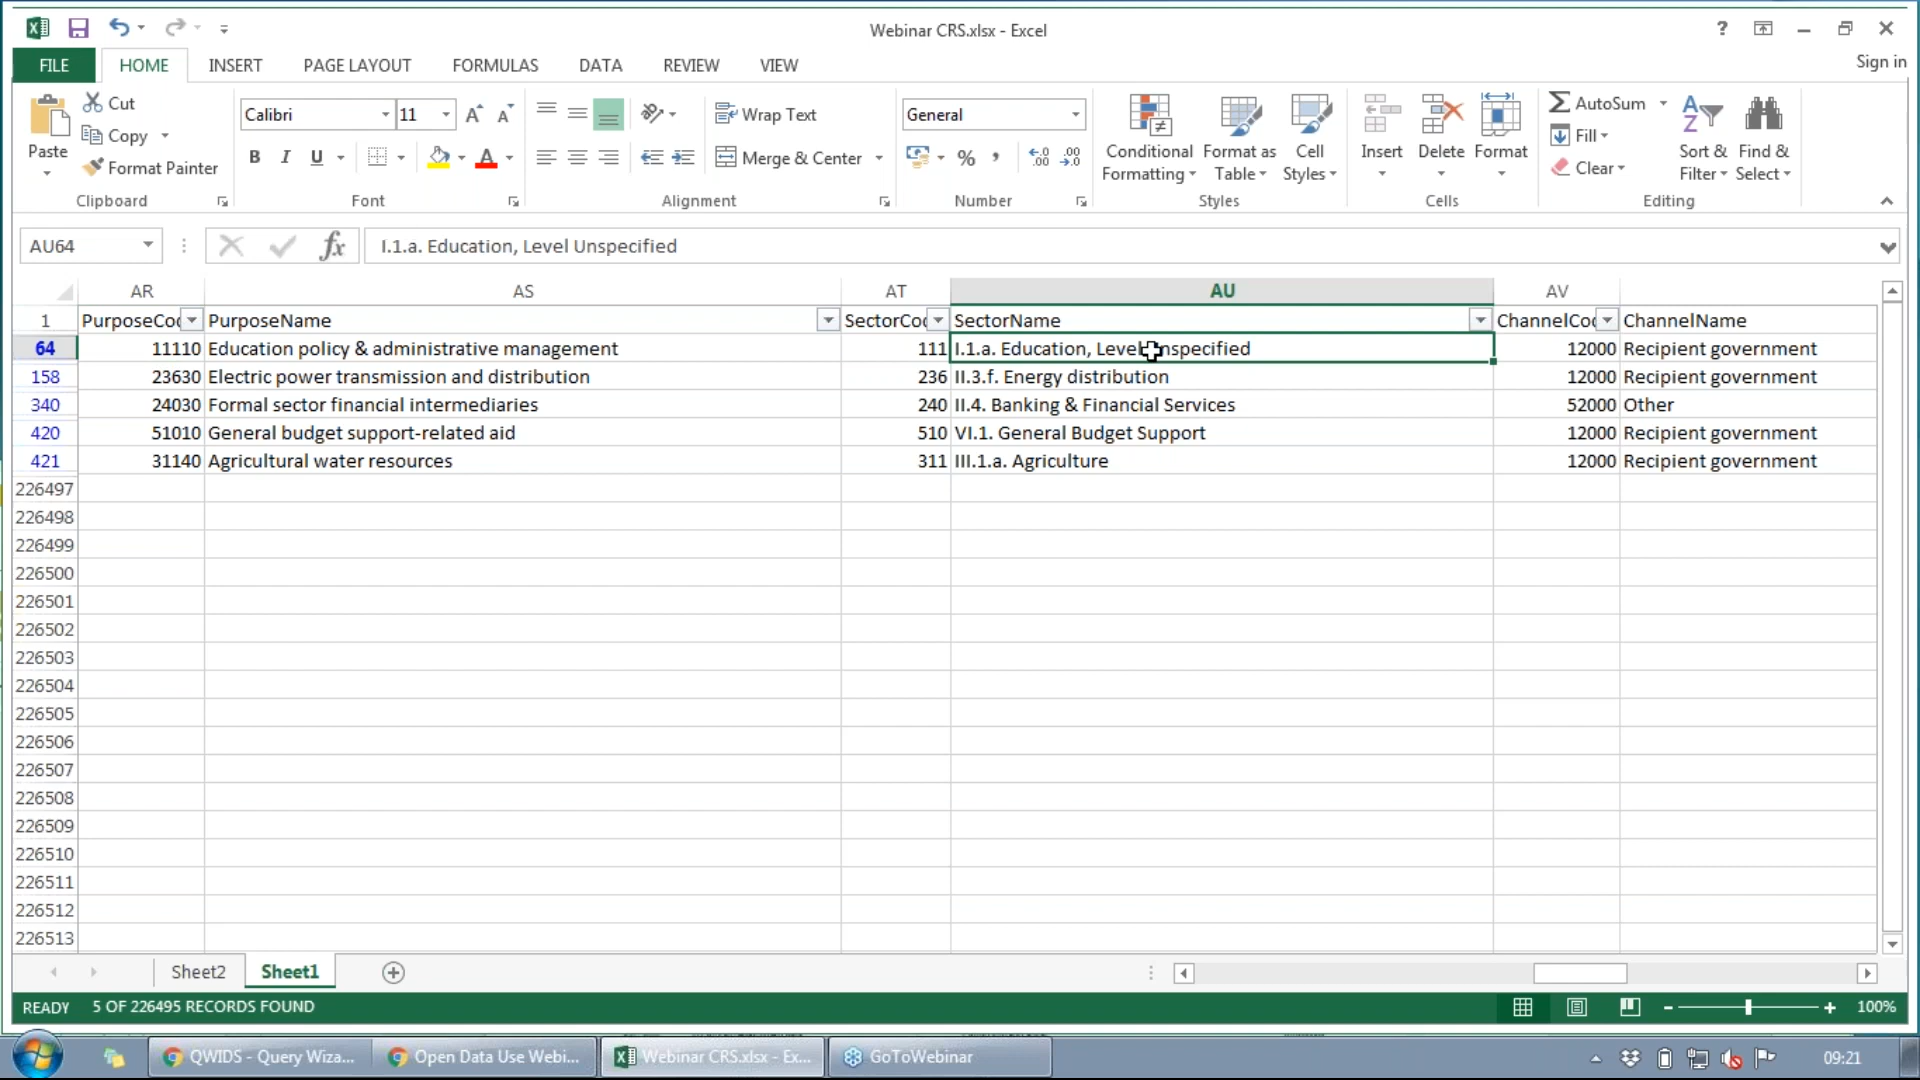 Webinar CRS.xlsx - Excel
?
Sign in
FILE HOME INSERT PAGE LAYOUT FORMULAS DATA REVIEW VIEW
Paste
Cut
Copy
Format Painter
Clipboard
Calibri 11
B I U
Font
Wrap Text
Merge & Center
Alignment
General
%
Number
Conditional Formatting
Format as Table
Cell Styles
Styles
Insert Delete Format
Cells
AutoSum
Fill
Clear
Sort & Filter
Find & Select
Editing
AU64 fx I.1.a. Education, Level Unspecified
AR AS AT AU AV
1 PurposeCo PurposeName SectorCo SectorName ChannelCo ChannelName
64 11110 Education policy & administrative management 111 I.1.a. Education, Level Unspecified 12000 Recipient government
158 23630 Electric power transmission and distribution 236 II.3.f. Energy distribution 12000 Recipient government
340 24030 Formal sector financial intermediaries 240 II.4. Banking & Financial Services 52000 Other
420 51010 General budget support-related aid 510 VI.1. General Budget Support 12000 Recipient government
421 31140 Agricultural water resources 311 III.1.a. Agriculture 12000 Recipient government
226497
226498
226499
226500
226501
226502
226503
226504
226505
226506
226507
226508
226509
226510
226511
226512
226513
Sheet2 Sheet1
READY 5 OF 226495 RECORDS FOUND 100%
QWIDS - Query Wiza... Open Data Use Webi... Webinar CRS.xlsx - Ex... GoToWebinar 09:21